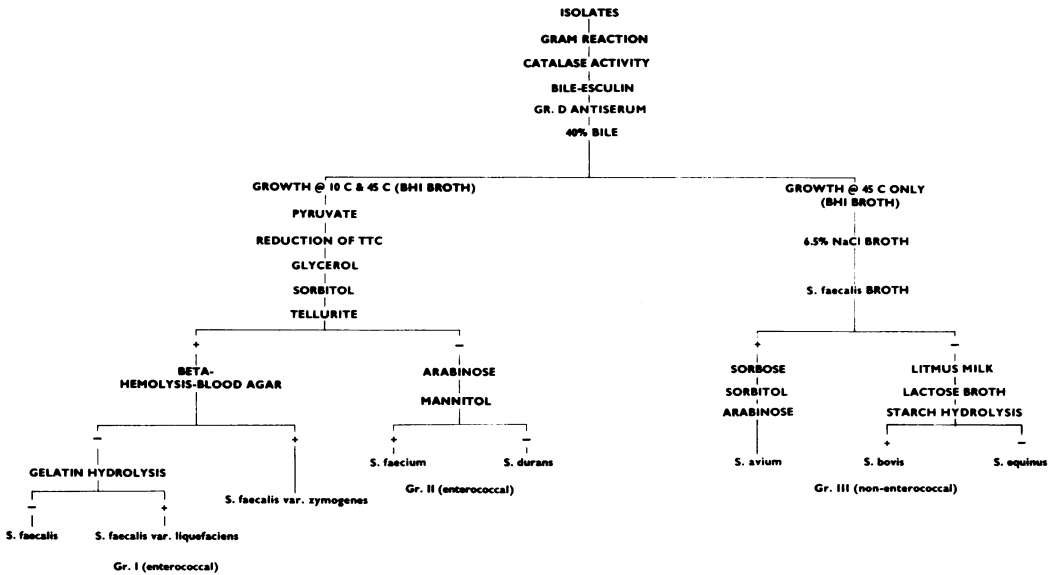 ISOLATES
GRAM REACTION
CATALASE ACTIVITY
BILE-ESCULIN
GR. D ANTISERUM
40% BILE
GROWTH @ 10 C & 45 C (BHI BROTH)
PYRUVATE
REDUCTION OF TTC
GLYCEROL
SORBITOL
TELLURITE
+
−
BETA-
HEMOLYSIS-BLOOD AGAR
−
+
GELATIN HYDROLYSIS
−
+
S. faecalis
S. faecalis var. liquefaciens
S. faecalis var. zymogenes
Gr. I (enterococcal)
ARABINOSE
MANNITOL
+
−
S. faecium
S. durans
Gr. II (enterococcal)
GROWTH @ 45 C ONLY
(BHI BROTH)
6.5% NaCl BROTH
S. faecalis BROTH
+
−
SORBOSE
SORBITOL
ARABINOSE
S. avium
LITMUS MILK
LACTOSE BROTH
STARCH HYDROLYSIS
+
−
S. bovis
S. equinus
Gr. III (non-enterococcal)